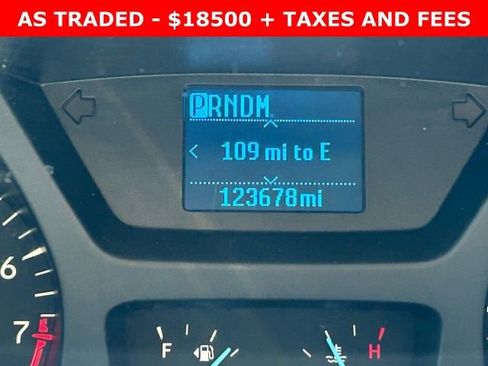 AS TRADED - $18500 + TAXES AND FEES
PRNDM
109 mi to E
123678mi
6
7
F
H